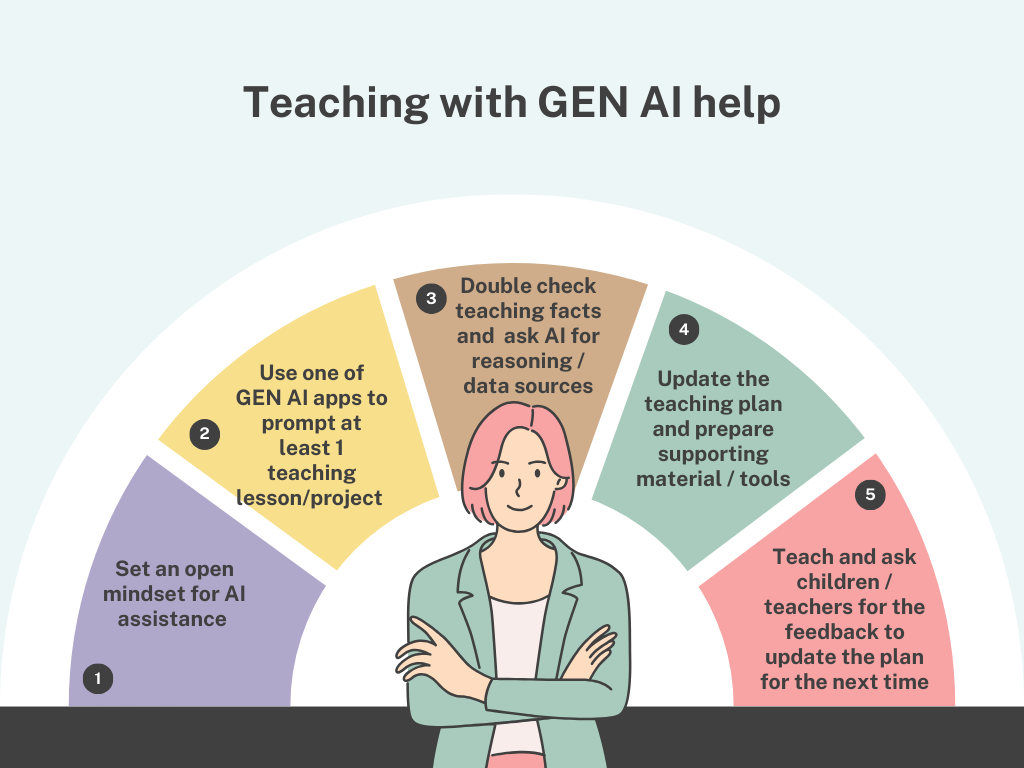 Teaching with GEN AI help
1
Set an open
mindset for AI
assistance
2
Use one of
GEN AI apps to
prompt at
least 1
teaching
lesson/project
3
Double check
teaching facts
and  ask AI for
reasoning /
data sources
4
Update the
teaching plan
and prepare
supporting
material / tools
5
Teach and ask
children /
teachers for the
feedback to
update the plan
for the next time